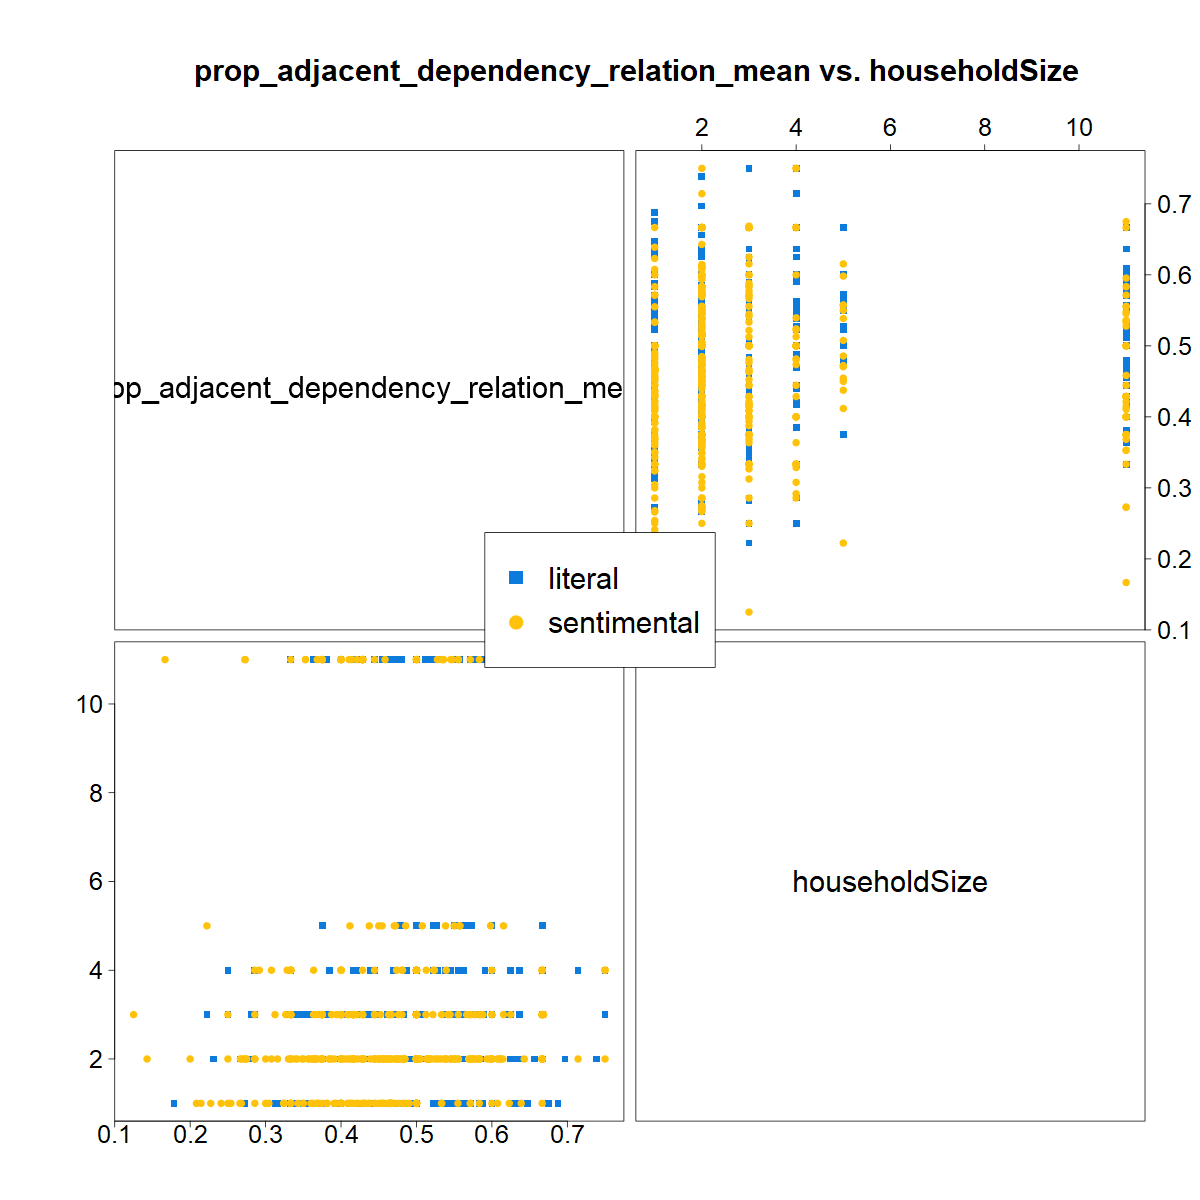 prop_adjacent_dependency_relation_mean vs. householdSize
2 4 6 8 10
op_adjacent_dependency_relation_me
0.7
0.6
0.5
0.4
0.3
0.2
0.1
literal
sentimental
10
8
6
4
2
householdSize
0.1 0.2 0.3 0.4 0.5 0.6 0.7